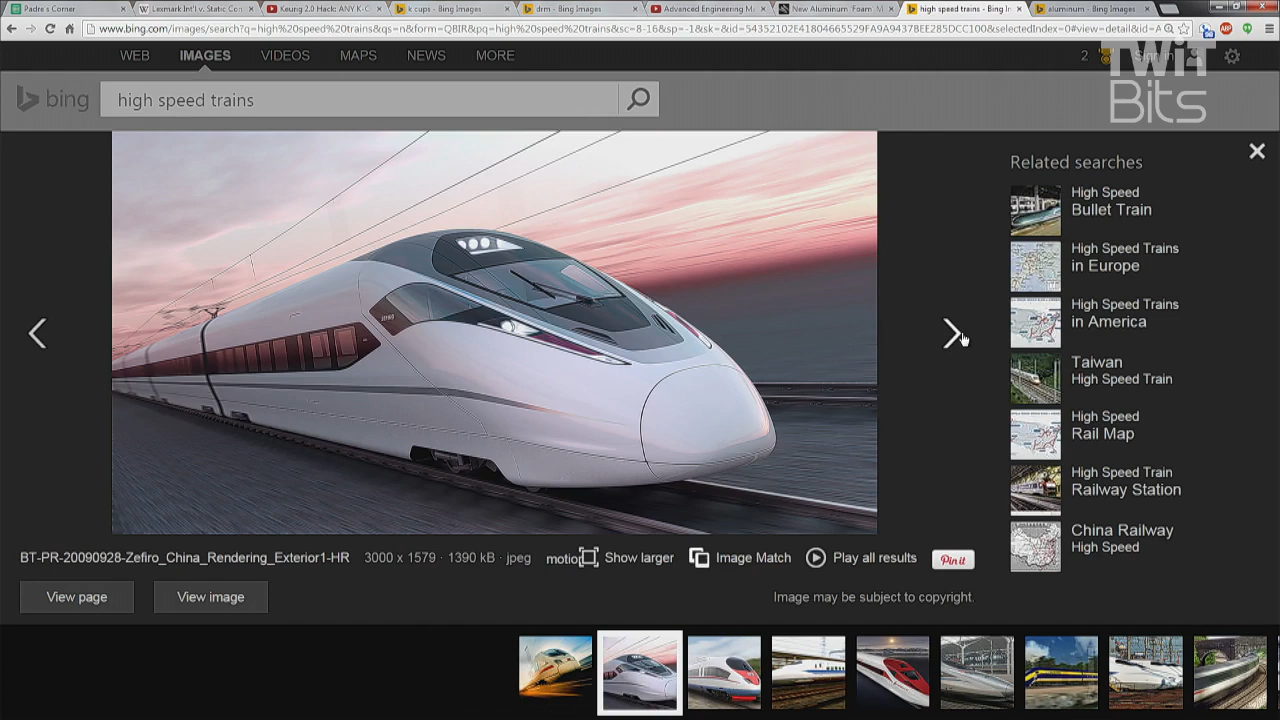 Padre's Corner
Lexmark Int'l v. Static Con
Keurig 2.0 Hack: ANY K-C
k cups - Bing Images
drm - Bing Images
Advanced Engineering M
New Aluminum 'Foam' M
high speed trains - Bing I
aluminum - Bing Images
www.bing.com/images/search?q=high%20speed%20trains&qs=n&form=QBIR&pq=high%20speed%20trains&sc=8-16&sp=-1&sk=&id=54352102E41804665529FA9A9437BEE285DCC100&selectedIndex=0#view=detail&id=A
WEB
IMAGES
VIDEOS
MAPS
NEWS
MORE
2
Sign in
TWiT
Bits
bing
high speed trains
Related searches
High Speed
Bullet Train
High Speed Trains
in Europe
High Speed Trains
in America
Taiwan
High Speed Train
High Speed
Rail Map
High Speed Train
Railway Station
China Railway
High Speed
BT-PR-20090928-Zefiro_China_Rendering_Exterior1-HR
3000 x 1579 · 1390 kB · jpeg
motio
Show larger
Image Match
Play all results
Pin it
View page
View image
Image may be subject to copyright.